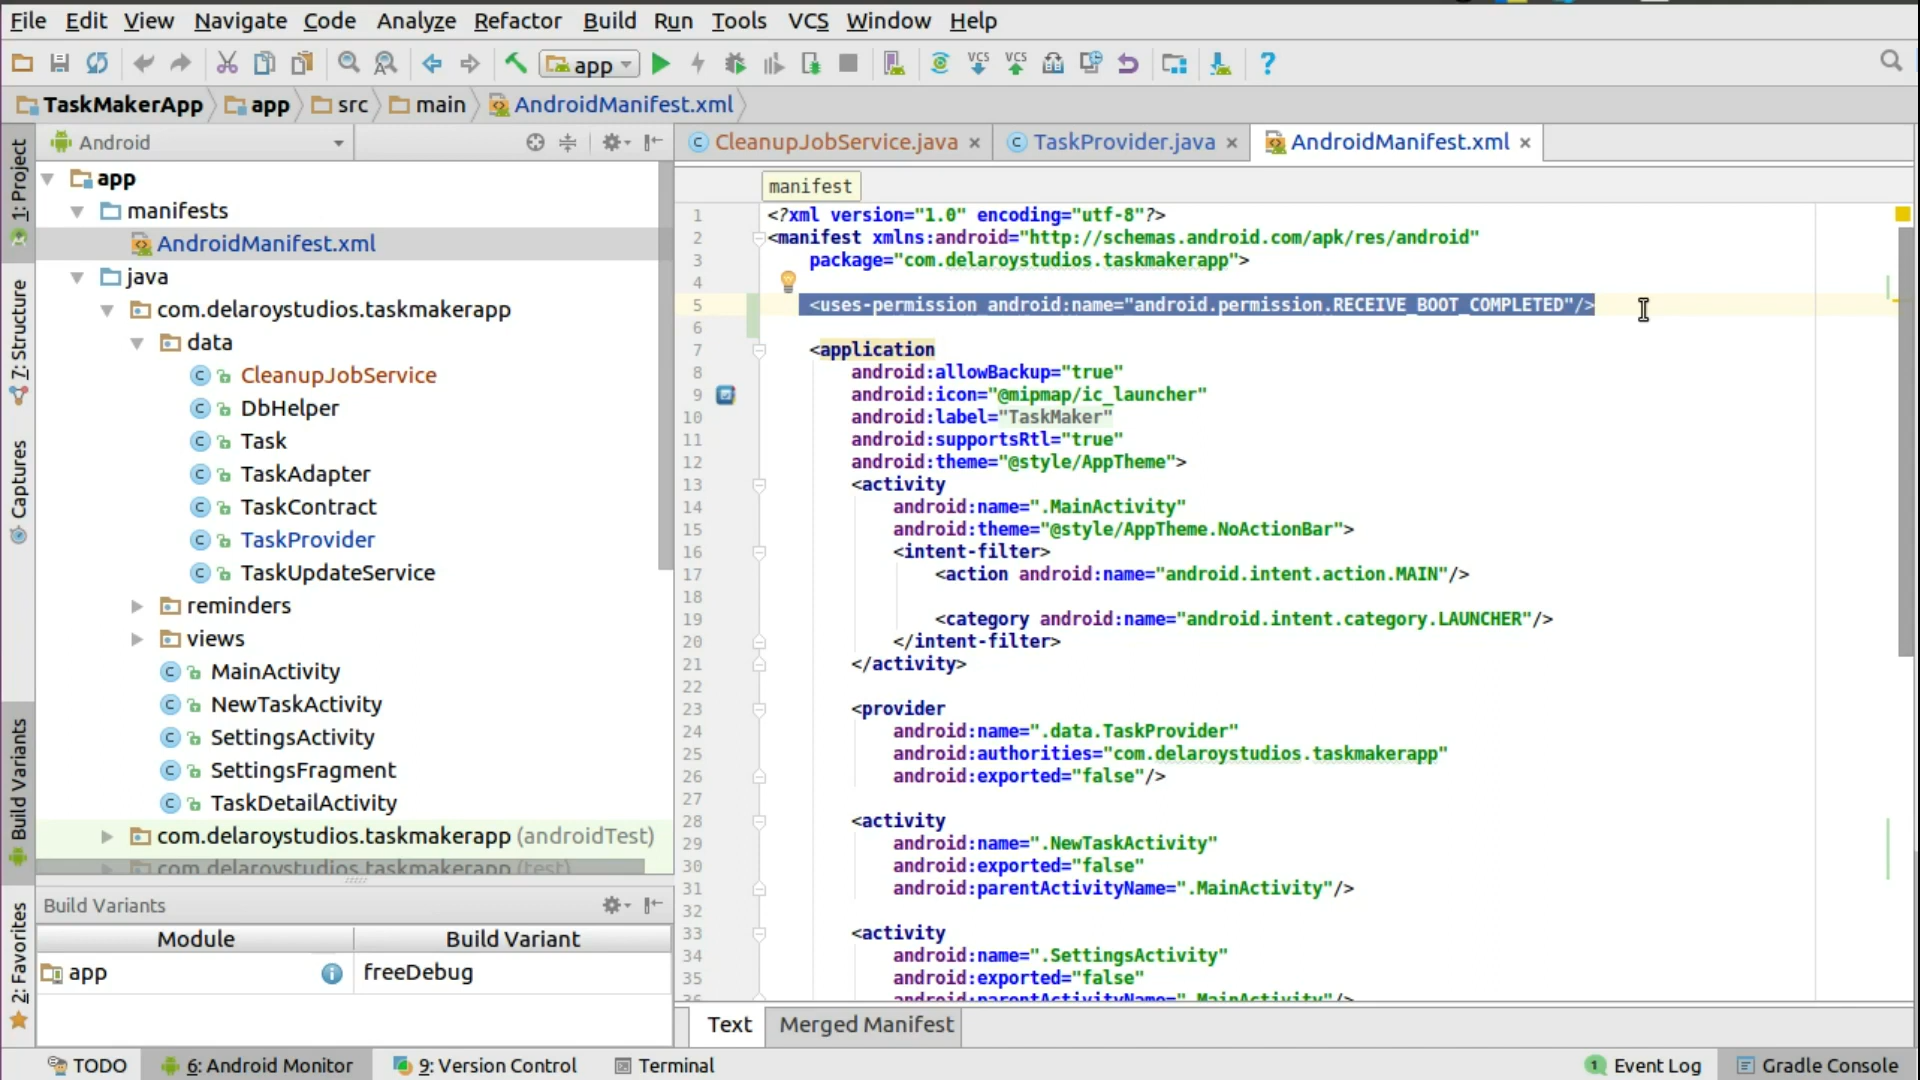 File Edit View Navigate Code Analyze Refactor Build Run Tools VCS Window Help
app VCS VCS ?
TaskMakerApp app src main AndroidManifest.xml
Android
CleanupJobService.java TaskProvider.java AndroidManifest.xml
1: Project
7: Structure
Captures
Build Variants
2: Favorites
app
manifests
AndroidManifest.xml
java
com.delaroystudios.taskmakerapp
data
CleanupJobService
DbHelper
Task
TaskAdapter
TaskContract
TaskProvider
TaskUpdateService
reminders
views
MainActivity
NewTaskActivity
SettingsActivity
SettingsFragment
TaskDetailActivity
com.delaroystudios.taskmakerapp (androidTest)
com.delaroystudios.taskmakerapp (test)
Build Variants
Module Build Variant
app freeDebug
manifest
1 <?xml version="1.0" encoding="utf-8"?>
2 <manifest xmlns:android="http://schemas.android.com/apk/res/android"
3 package="com.delaroystudios.taskmakerapp">
4
5 <uses-permission android:name="android.permission.RECEIVE_BOOT_COMPLETED"/>
6
7 <application
8 android:allowBackup="true"
9 android:icon="@mipmap/ic_launcher"
10 android:label="TaskMaker"
11 android:supportsRtl="true"
12 android:theme="@style/AppTheme">
13 <activity
14 android:name=".MainActivity"
15 android:theme="@style/AppTheme.NoActionBar">
16 <intent-filter>
17 <action android:name="android.intent.action.MAIN"/>
18
19 <category android:name="android.intent.category.LAUNCHER"/>
20 </intent-filter>
21 </activity>
22
23 <provider
24 android:name=".data.TaskProvider"
25 android:authorities="com.delaroystudios.taskmakerapp"
26 android:exported="false"/>
27
28 <activity
29 android:name=".NewTaskActivity"
30 android:exported="false"
31 android:parentActivityName=".MainActivity"/>
32
33 <activity
34 android:name=".SettingsActivity"
35 android:exported="false"
36 android:parentActivityName=".MainActivity"/>
Text Merged Manifest
TODO 6: Android Monitor 9: Version Control Terminal 1 Event Log Gradle Console